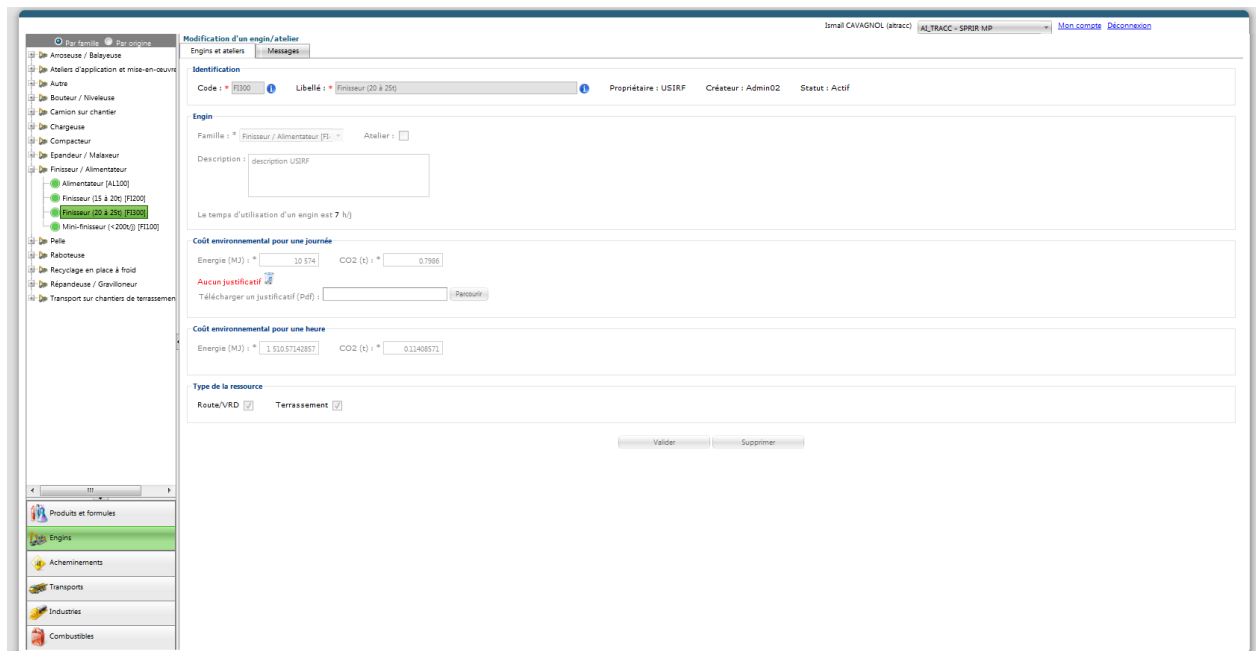 Ismaîl CAVAGNOL (aitracc) AI_TRACC - SPRIR MP Mon compte Déconnexion
Par famille Par origine
Arroseuse / Balayeuse
Ateliers d'application et mise-en-œuvre
Autre
Bouteur / Niveleuse
Camion sur chantier
Chargeuse
Compacteur
Epandeur / Malaxeur
Finisseur / Alimentateur
Alimentateur [AL100]
Finisseur (15 à 20t) [FI200]
Finisseur (20 à 25t) [FI300]
Mini-finisseur (<200t/j) [FI100]
Pelle
Raboteuse
Recyclage en place à froid
Répandeuse / Gravillonneur
Transport sur chantiers de terrassemen
Produits et formules
Engins
Acheminements
Transports
Industries
Combustibles
Modification d'un engin/atelier
Engins et ateliers Messages
Identification
Code : * FI300 Libellé : * Finisseur (20 à 25t) Propriétaire : USIRF Créateur : Admin02 Statut : Actif
Engin
Famille : * Finisseur / Alimentateur [FI- Atelier :
Description : description USIRF
Le temps d'utilisation d'un engin est 7 h/j
Coût environnemental pour une journée
Energie (MJ) : * 10 574 CO2 (t) : * 0.7986
Aucun justificatif
Télécharger un justificatif (Pdf) : Parcourir
Coût environnemental pour une heure
Energie (MJ) : * 1 510.57142857 CO2 (t) : * 0.11408571
Type de la ressource
Route/VRD Terrassement
Valider Supprimer